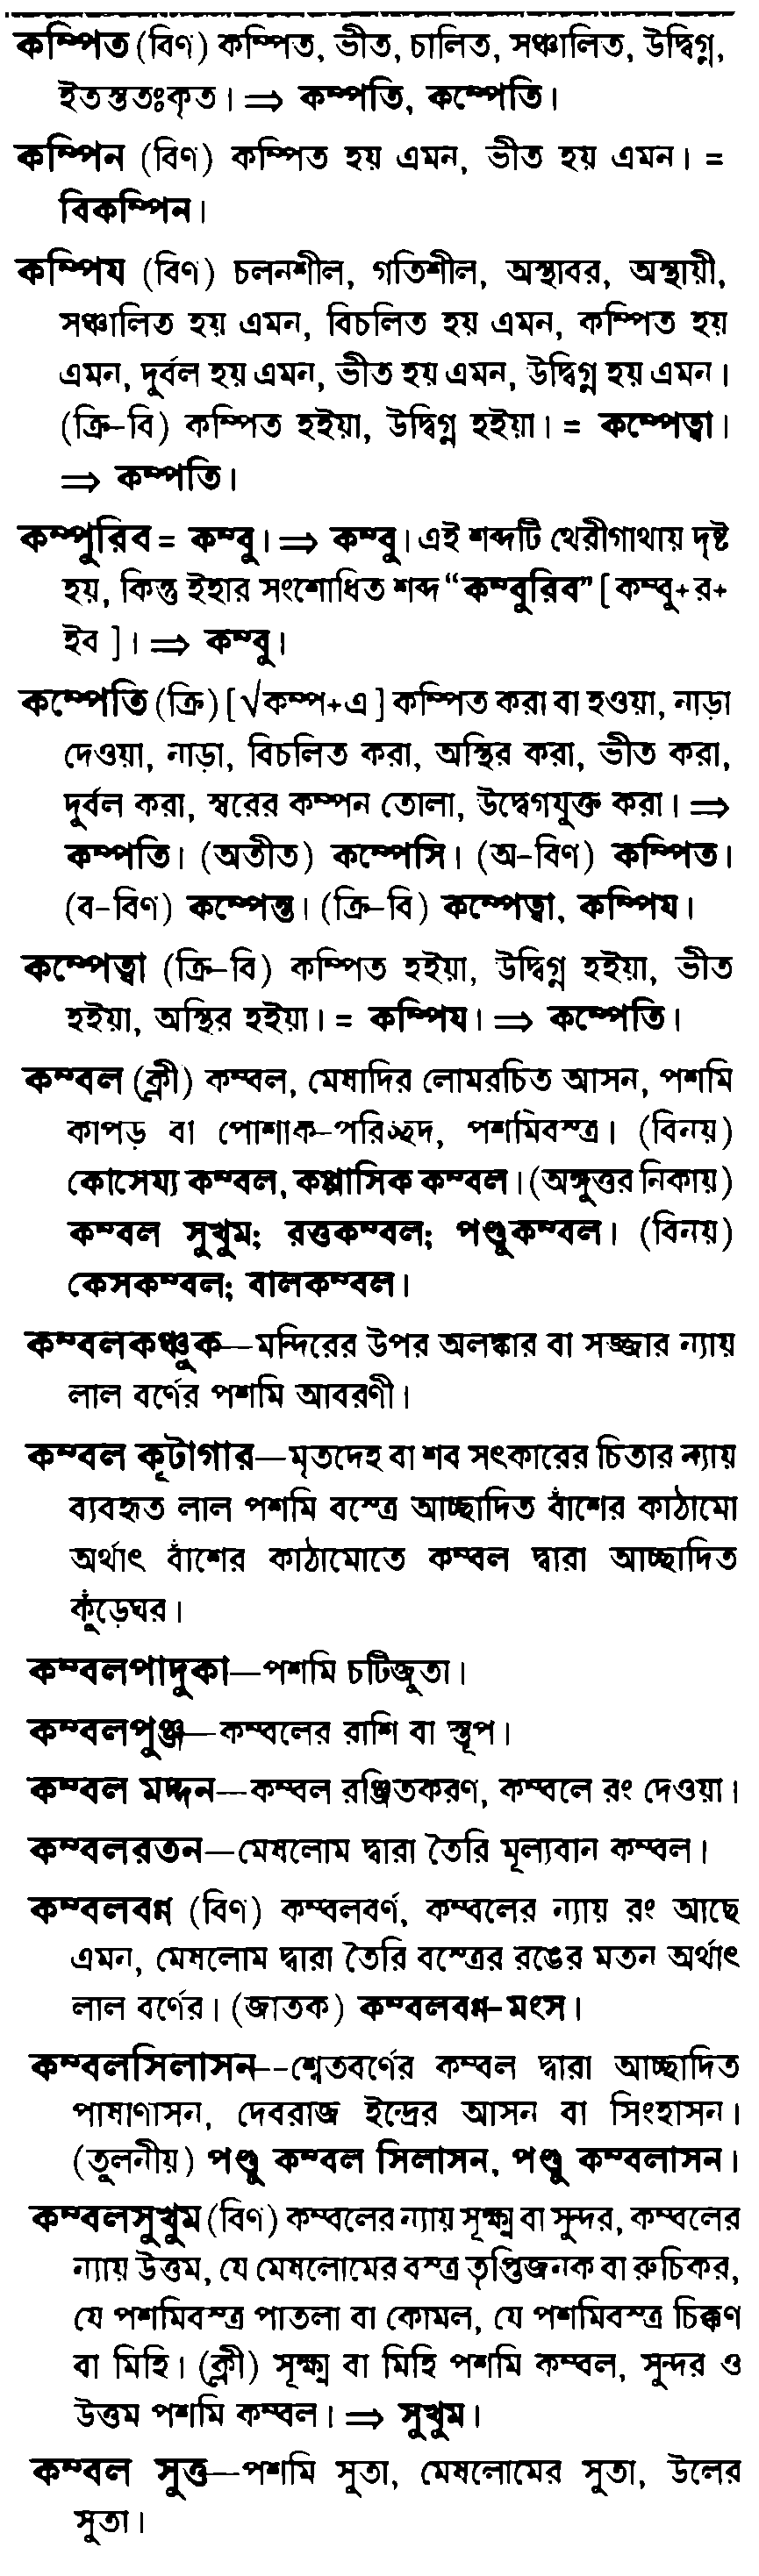 কম্পিত (বিণ) কম্পিত, ভীত, চালিত, সঞ্চালিত, উদ্বিগ্ন,
ইতস্ততঃকৃত। ⇒ কম্পতি, কম্পেতি।
কম্পিন (বিণ) কম্পিত হয় এমন, ভীত হয় এমন। =
বিকম্পিন।
কম্পিয (বিণ) চলনশীল, গতিশীল, অস্থাবর, অস্থায়ী,
সঞ্চালিত হয় এমন, বিচলিত হয় এমন, কম্পিত হয়
এমন, দুর্বল হয় এমন, ভীত হয় এমন, উদ্বিগ্ন হয় এমন।
(ক্রি-বি) কম্পিত হইয়া, উদ্বিগ্ন হইয়া। = কম্পেত্বা।
⇒ কম্পতি।
কম্পুরিব = কম্বু। ⇒ কম্বু। এই শব্দটি থেরীগাথায় দৃষ্ট
হয়, কিন্তু ইহার সংশোধিত শব্দ “কম্বুরিব” [ কম্বু+র+
ইব ]। ⇒ কম্বু।
কম্পেতি (ক্রি) [ √কম্প+এ ] কম্পিত করা বা হওয়া, নাড়া
দেওয়া, নাড়া, বিচলিত করা, অস্থির করা, ভীত করা,
দুর্বল করা, স্বরের কম্পন তোলা, উদ্বেগযুক্ত করা। ⇒
কম্পতি। (অতীত) কম্পেসি। (অ-বিণ) কম্পিত।
(ব-বিণ) কম্পেন্ত। (ক্রি-বি) কম্পেত্বা, কম্পিয।
কম্পেত্বা (ক্রি-বি) কম্পিত হইয়া, উদ্বিগ্ন হইয়া, ভীত
হইয়া, অস্থির হইয়া। = কম্পিয। ⇒ কম্পেতি।
কম্বল (ক্লী) কম্বল, মেষাদির লোমরচিত আসন, পশমি
কাপড় বা পোশাক-পরিচ্ছদ, পশমিবস্ত্র। (বিনয়)
কোসেয্য কম্বল, কপ্পাসিক কম্বল। (অঙ্গুত্তর নিকায়)
কম্বল সুখুম; রত্তকম্বল; পণ্ডুকম্বল। (বিনয়)
কেসকম্বল; বালকম্বল।
কম্বলকঞ্চুক—মন্দিরের উপর অলঙ্কার বা সজ্জার ন্যায়
লাল বর্ণের পশমি আবরণী।
কম্বল কূটাগার—মৃতদেহ বা শব সৎকারের চিতার ন্যায়
ব্যবহৃত লাল পশমি বস্ত্রে আচ্ছাদিত বাঁশের কাঠামো
অর্থাৎ বাঁশের কাঠামোতে কম্বল দ্বারা আচ্ছাদিত
কুঁড়েঘর।
কম্বলপাদুকা—পশমি চটিজুতা।
কম্বলপুঞ্জ—কম্বলের রাশি বা স্তূপ।
কম্বল মদ্দন—কম্বল রঞ্জিতকরণ, কম্বলে রং দেওয়া।
কম্বলরতন—মেষলোম দ্বারা তৈরি মূল্যবান কম্বল।
কম্বলবণ্ণ (বিণ) কম্বলবর্ণ, কম্বলের ন্যায় রং আছে
এমন, মেষলোম দ্বারা তৈরি বস্ত্রের রঙের মতন অর্থাৎ
লাল বর্ণের। (জাতক) কম্বলবণ্ণ-মংস।
কম্বলসিলাসন--শ্বেতবর্ণের কম্বল দ্বারা আচ্ছাদিত
পাষাণাসন, দেবরাজ ইন্দ্রের আসন বা সিংহাসন।
(তুলনীয়) পণ্ডু কম্বল সিলাসন, পণ্ডু কম্বলাসন।
কম্বলসুখুম (বিণ) কম্বলের ন্যায় সূক্ষ্ম বা সুন্দর, কম্বলের
ন্যায় উত্তম, যে মেষলোমের বস্ত্র তৃপ্তিজনক বা রুচিকর,
যে পশমিবস্ত্র পাতলা বা কোমল, যে পশমিবস্ত্র চিক্কণ
বা মিহি। (ক্লী) সূক্ষ্ম বা মিহি পশমি কম্বল, সুন্দর ও
উত্তম পশমি কম্বল। ⇒ সুখুম।
কম্বল সুত্ত—পশমি সুতা, মেষলোমের সুতা, উলের
সুতা।